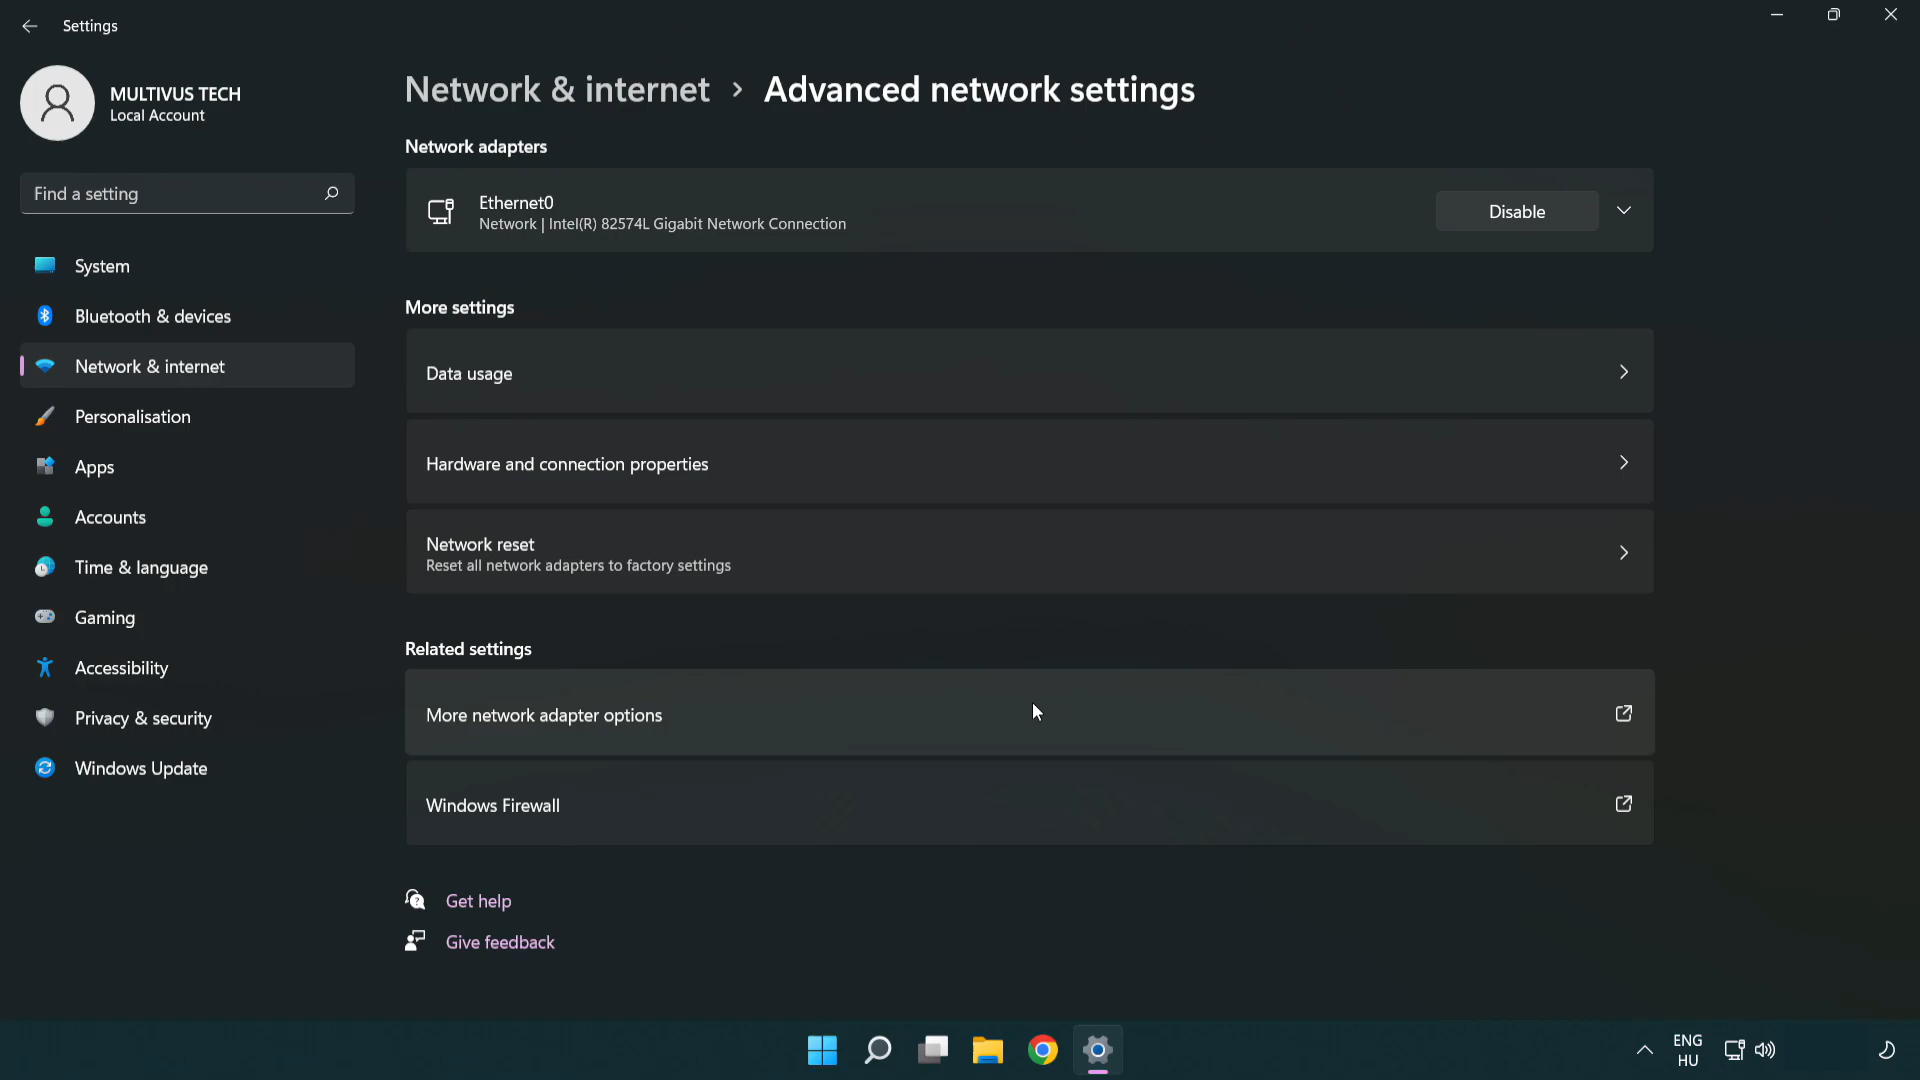 Settings
MULTIVUS TECH
Local Account
Find a setting
System
Bluetooth & devices
Network & internet
Personalisation
Apps
Accounts
Time & language
Gaming
Accessibility
Privacy & security
Windows Update
Network & internet > Advanced network settings
Network adapters
Ethernet0
Network | Intel(R) 82574L Gigabit Network Connection
Disable
More settings
Data usage
Hardware and connection properties
Network reset
Reset all network adapters to factory settings
Related settings
More network adapter options
Windows Firewall
Get help
Give feedback
ENG
HU